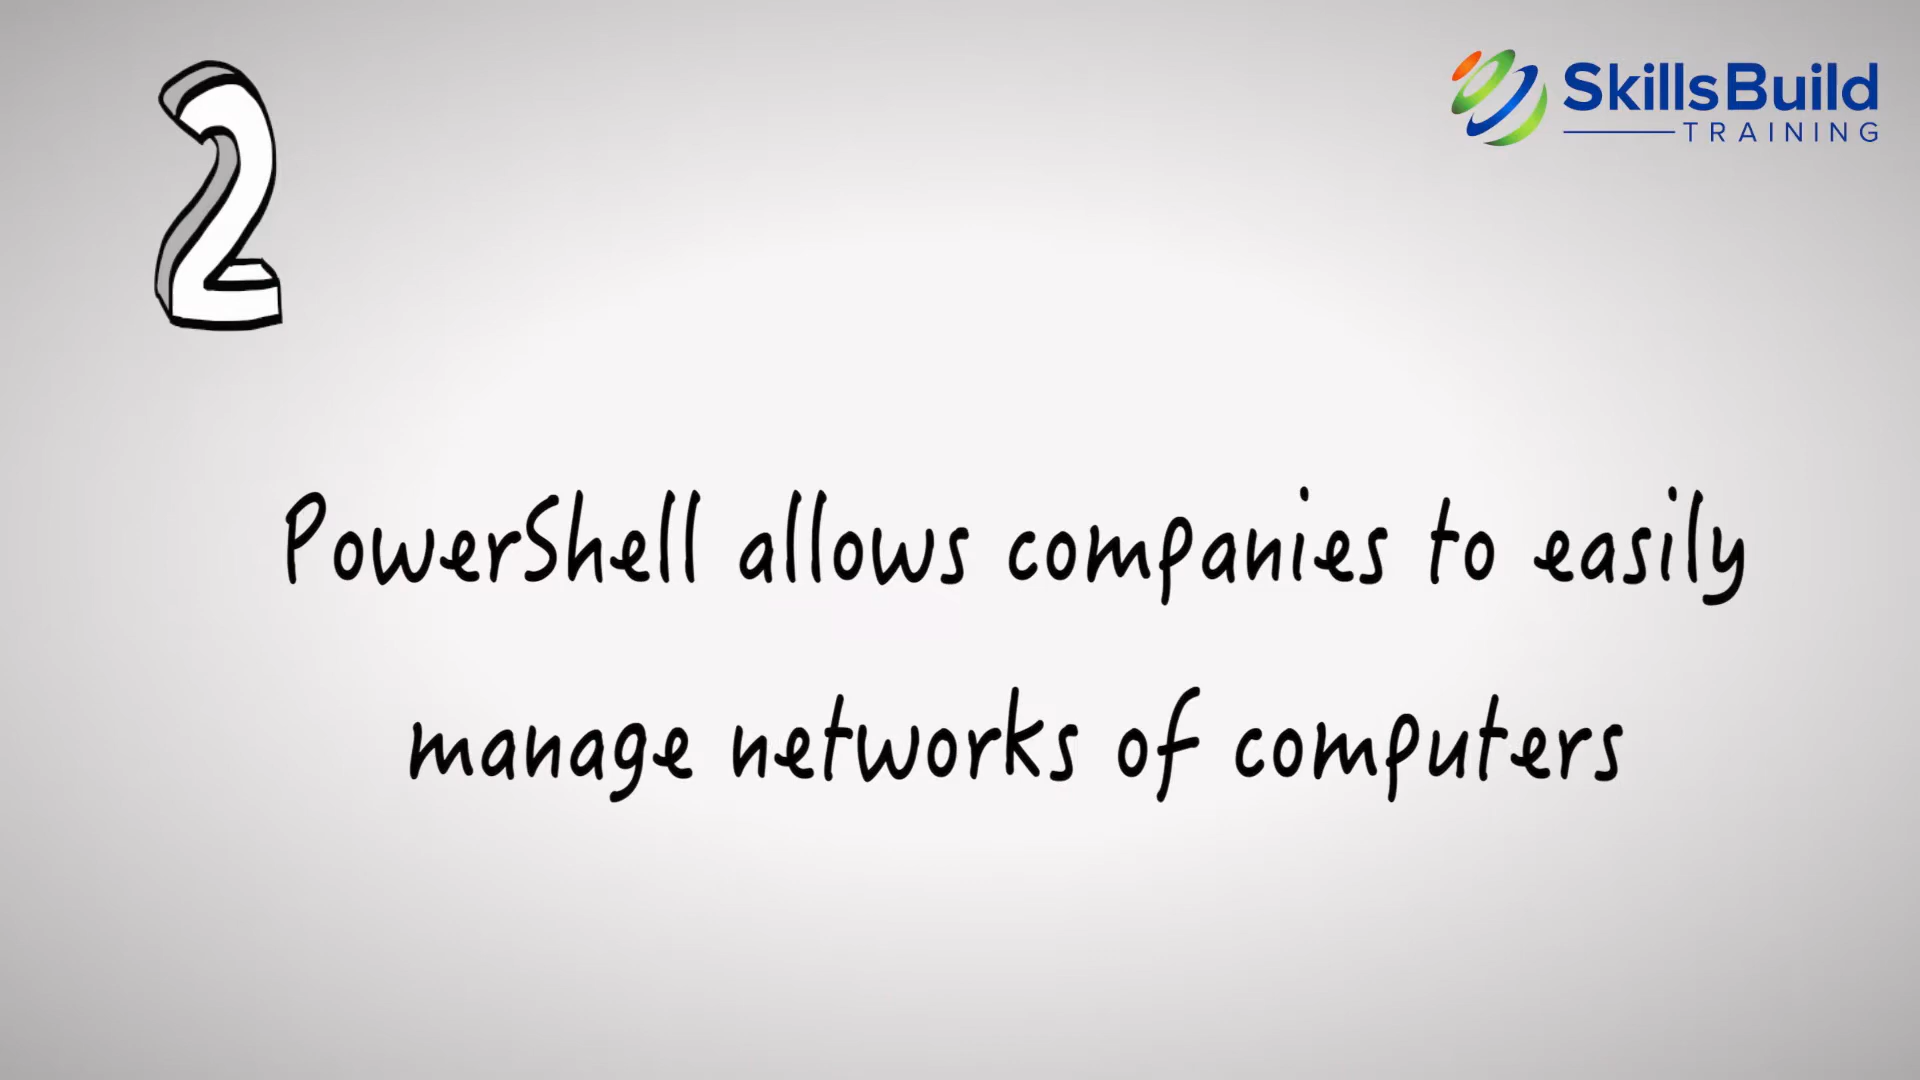 2
SkillsBuild
TRAINING
PowerShell allows companies to easily
manage networks of computers